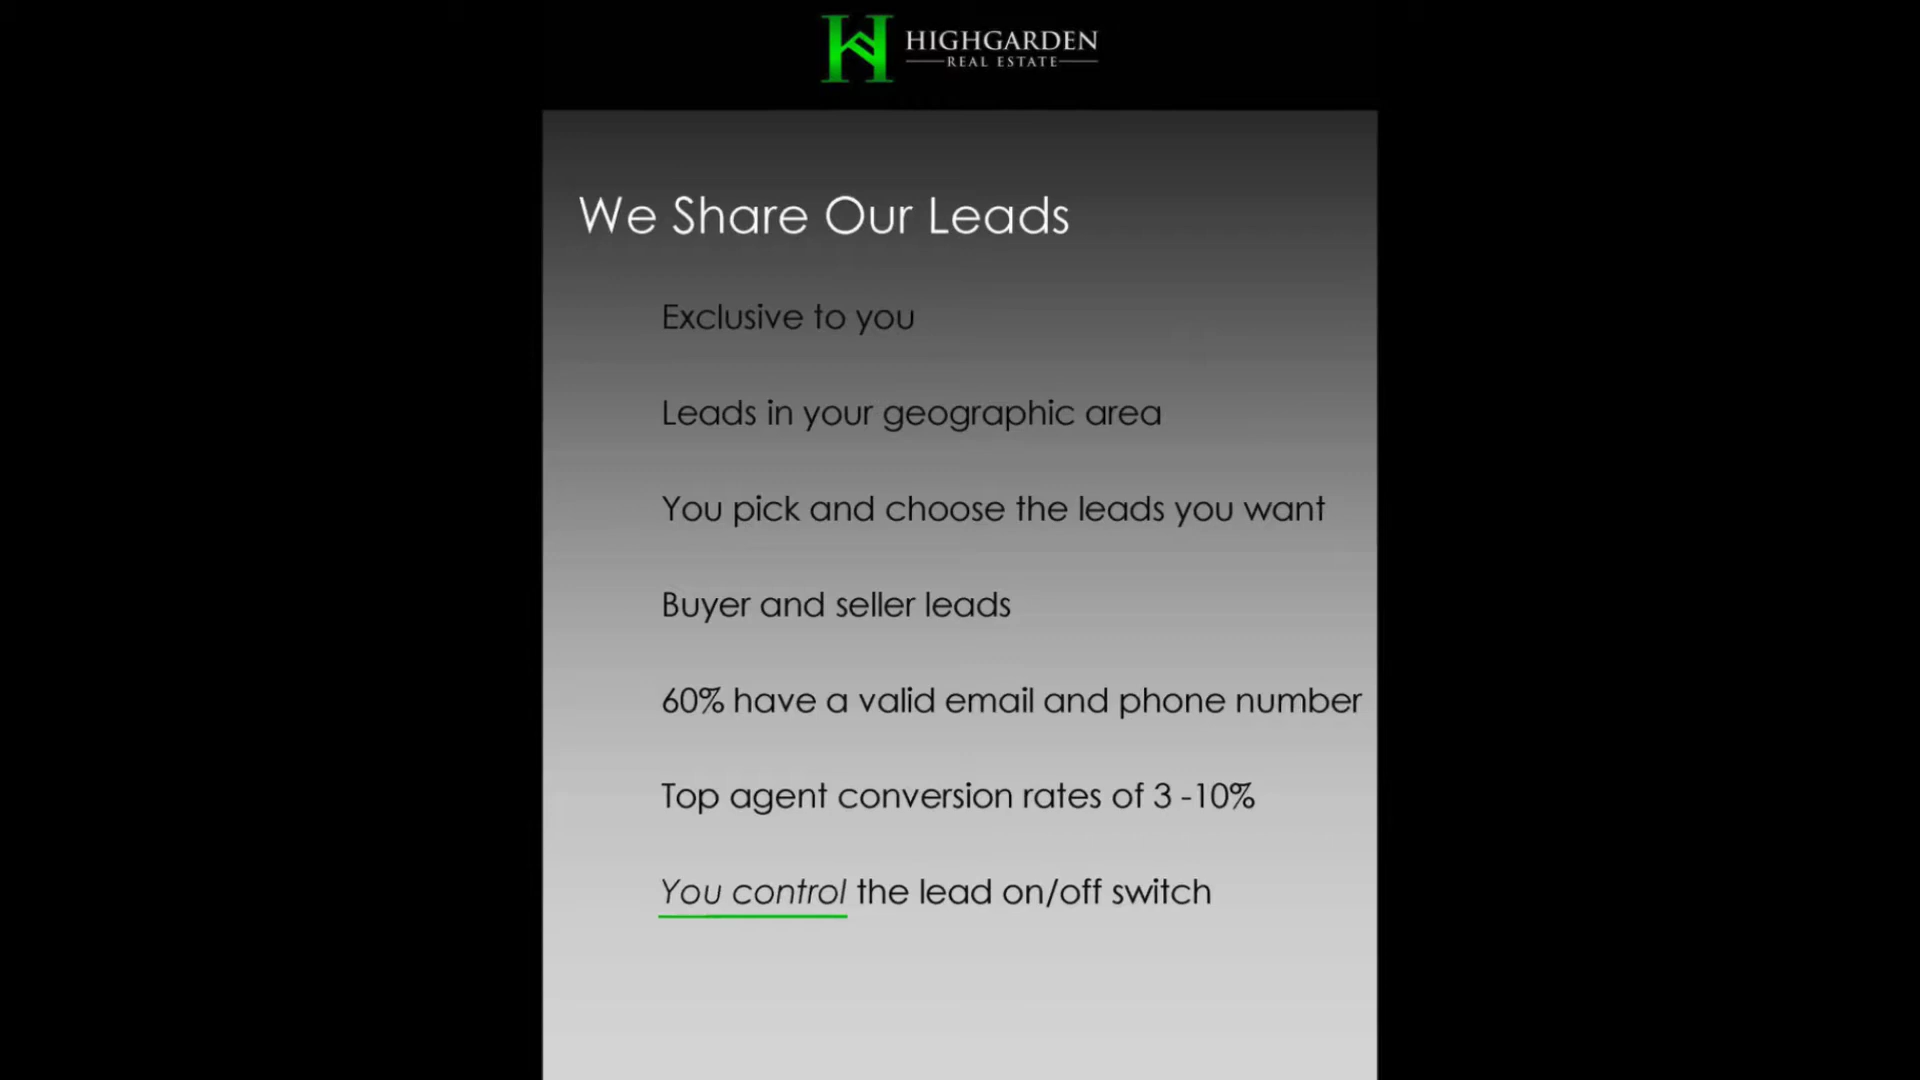 HIGHGARDEN
REAL ESTATE
We Share Our Leads
Exclusive to you
Leads in your geographic area
You pick and choose the leads you want
Buyer and seller leads
60% have a valid email and phone number
Top agent conversion rates of 3 -10%
You control the lead on/off switch